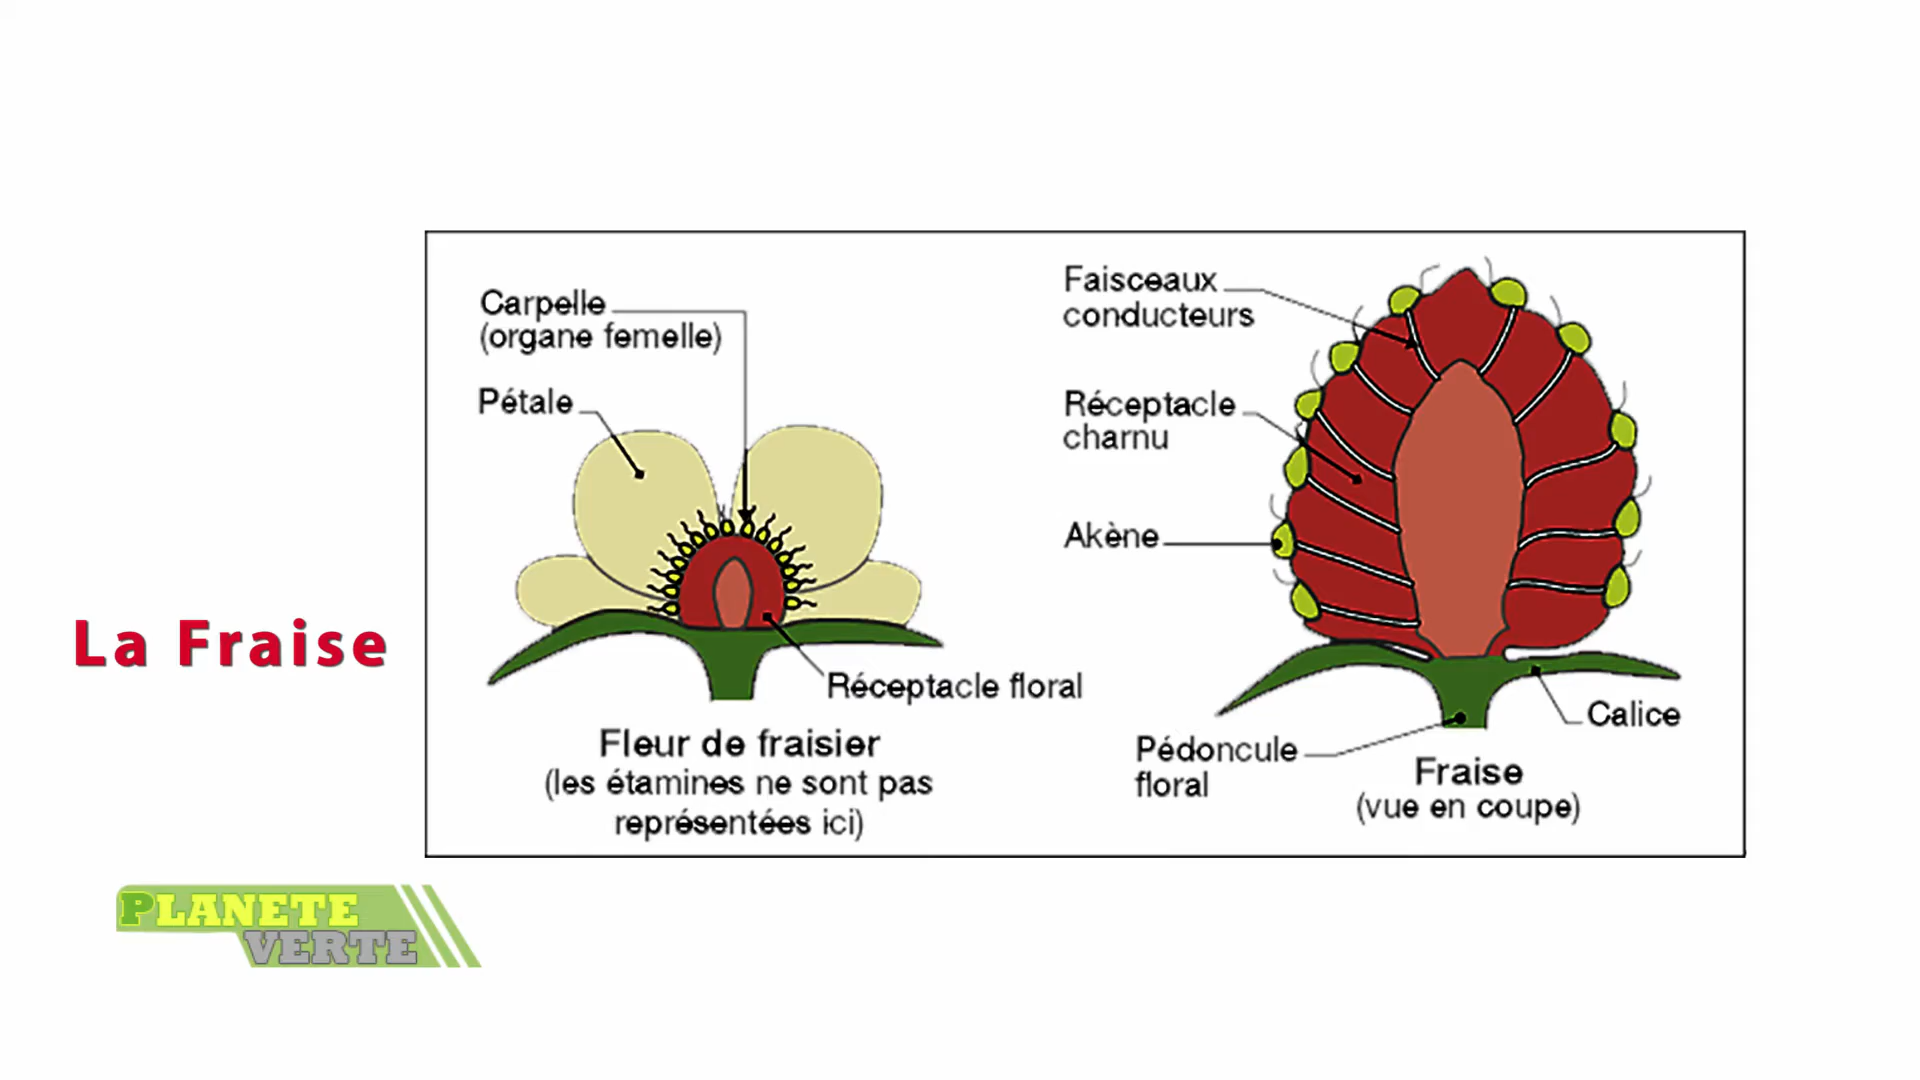 La Fraise
Carpelle
(organe femelle)
Pétale
Réceptacle floral
Fleur de fraisier
(les étamines ne sont pas
représentées ici)
Faisceaux
conducteurs
Réceptacle
charnu
Akène
Calice
Pédoncule
floral
Fraise
(vue en coupe)
PLANETE
VERTE